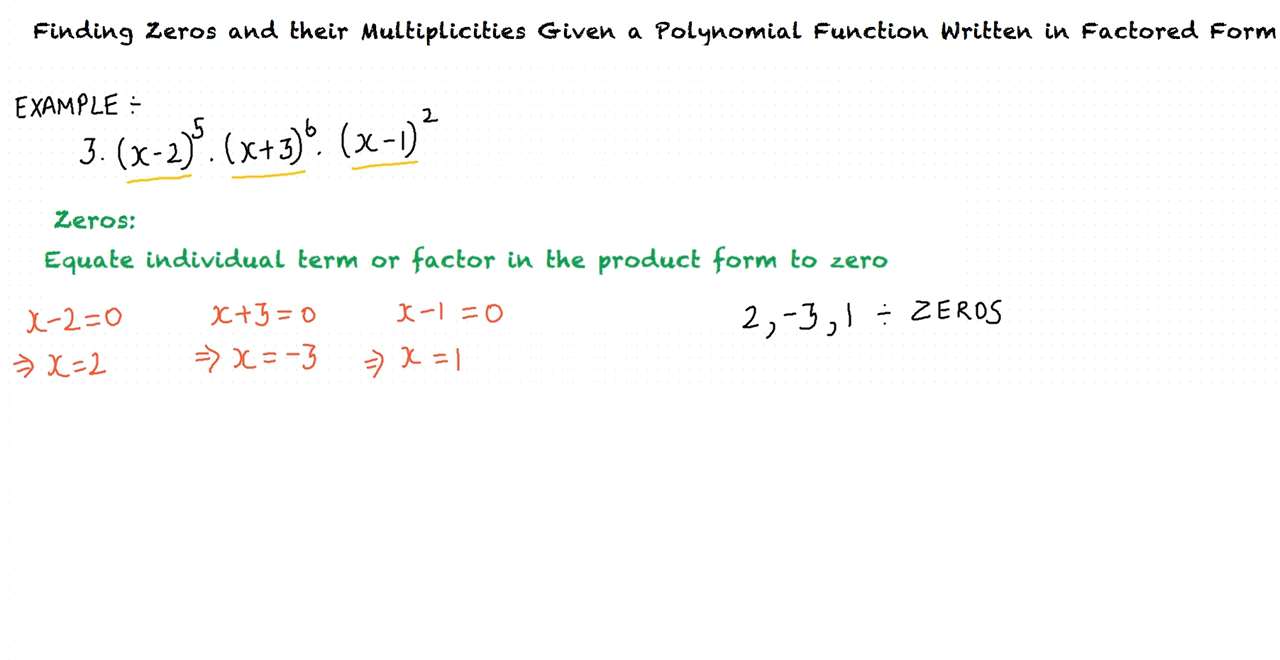 Finding Zeros and their Multiplicities Given a Polynomial Function Written in Factored Form
EXAMPLE ÷
3. (x-2)⁵. (x+3)⁶. (x-1)²
Zeros:
Equate individual term or factor in the product form to zero
x-2=0 x+3=0 x-1=0 2,-3,1 ÷ ZEROS
⇒ x=2 ⇒ x=-3 ⇒ x=1